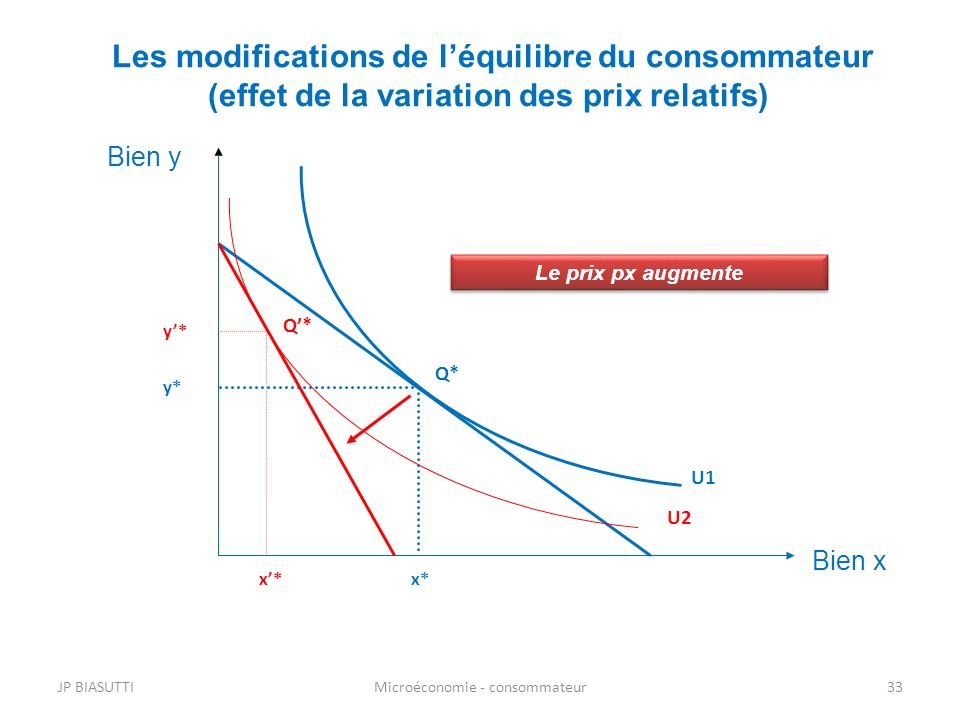 Les modifications de l’équilibre du consommateur
(effet de la variation des prix relatifs)
Bien y
Le prix px augmente
y’*
Q’*
y*
Q*
U1
U2
Bien x
x’*
x*
JP BIASUTTI
Microéconomie - consommateur
33